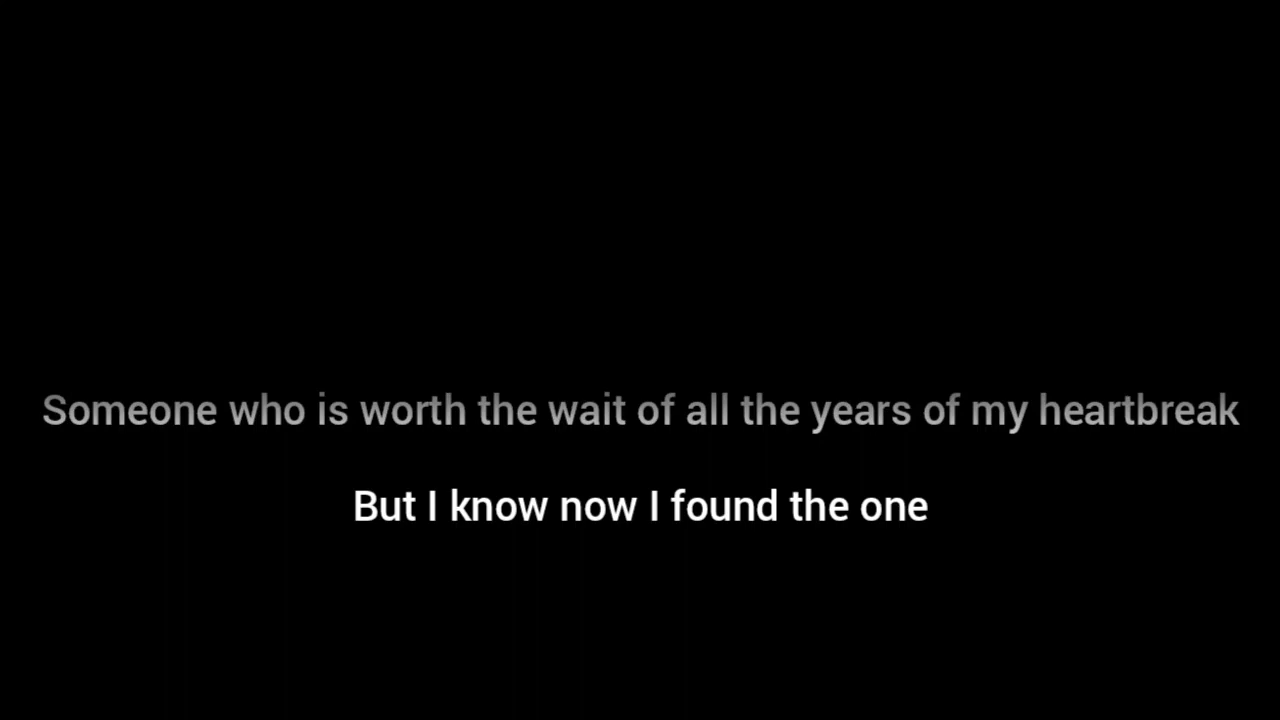 Someone who is worth the wait of all the years of my heartbreak
But I know now I found the one